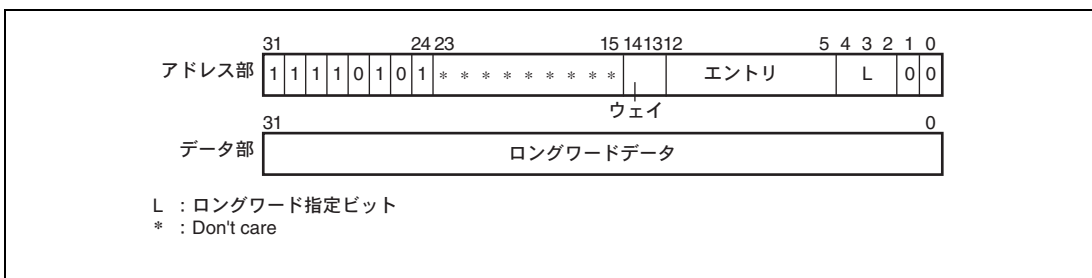 31 24 23 15 14 13 12 5 4 3 2 1 0
アドレス部 1 1 1 1 0 1 0 1 * * * * * * * * * エントリ L 0 0
ウェイ
31 0
データ部 ロングワードデータ
L ：ロングワード指定ビット
* ：Don't care